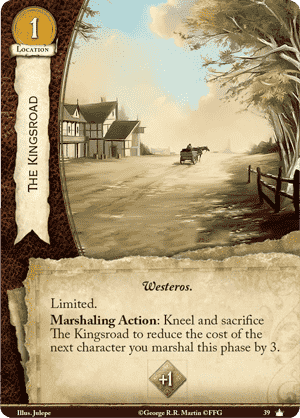 1
LOCATION
THE KINGSROAD
Westeros.
Limited.
Marshaling Action: Kneel and sacrifice
The Kingsroad to reduce the cost of the
next character you marshal this phase by 3.
+1
Illus. Julepe
©George R.R. Martin ©FFG
39